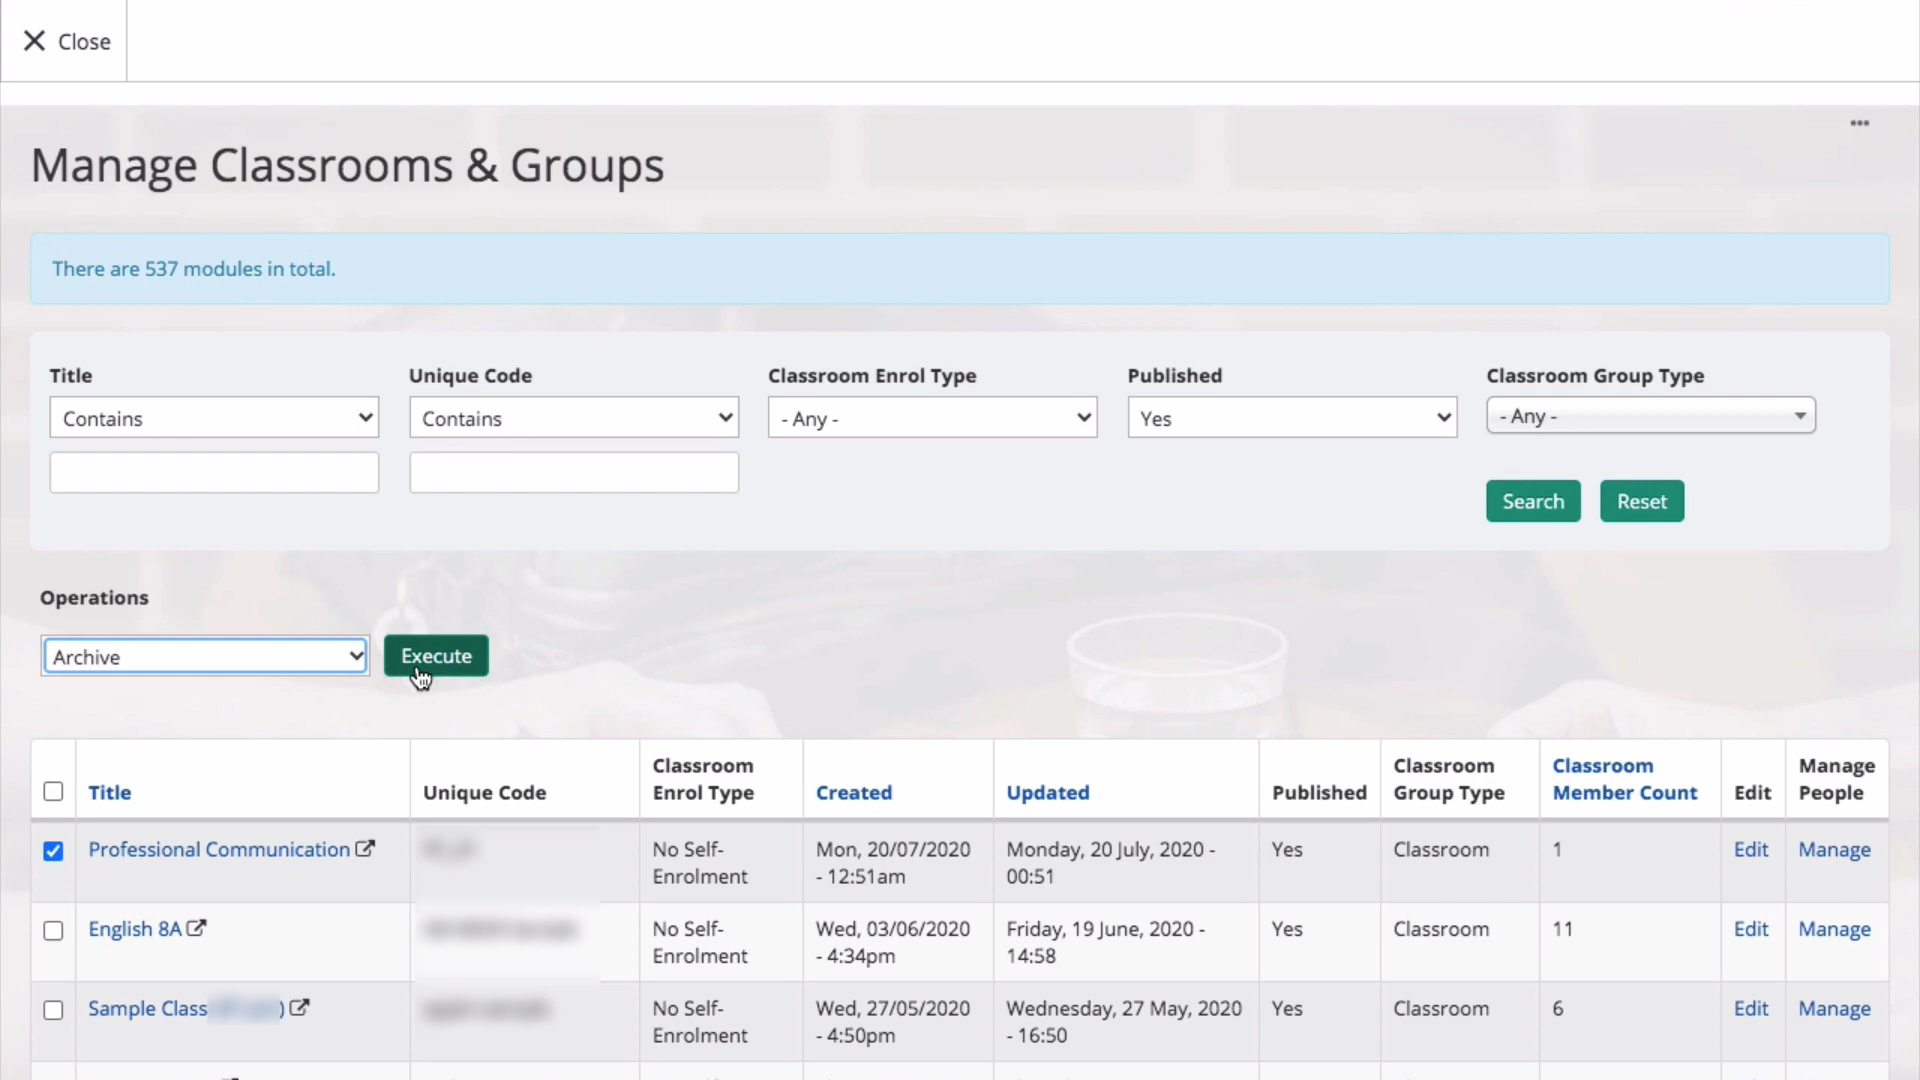 Close
Manage Classrooms & Groups
There are 537 modules in total.
Title
Unique Code
Classroom Enrol Type
Published
Classroom Group Type
Contains
Contains
- Any -
Yes
- Any -
Search
Reset
Operations
Archive
Execute
Title
Unique Code
Classroom
Enrol Type
Created
Updated
Published
Classroom
Group Type
Classroom
Member Count
Edit
Manage
People
Professional Communication
No Self-
Enrolment
Mon, 20/07/2020
- 12:51am
Monday, 20 July, 2020 -
00:51
Yes
Classroom
1
Edit
Manage
English 8A
No Self-
Enrolment
Wed, 03/06/2020
- 4:34pm
Friday, 19 June, 2020 -
14:58
Yes
Classroom
11
Edit
Manage
Sample Class
)
No Self-
Enrolment
Wed, 27/05/2020
- 4:50pm
Wednesday, 27 May, 2020
- 16:50
Yes
Classroom
6
Edit
Manage